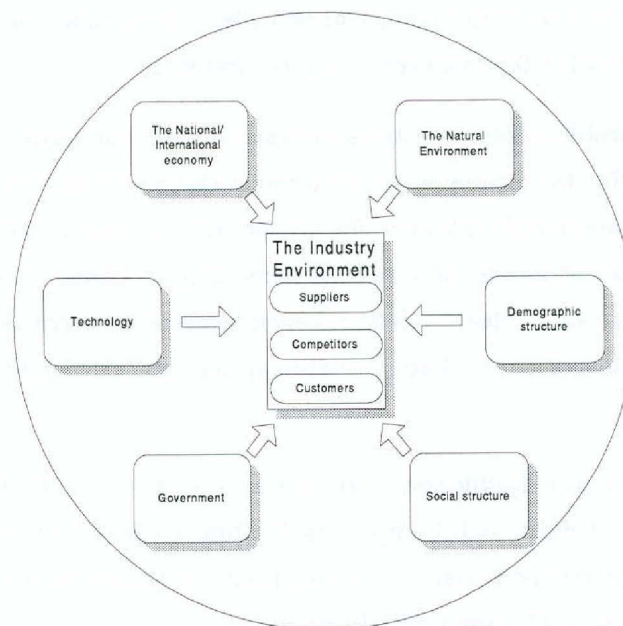 The National/
International
economy
The Natural
Environment
The Industry
Environment
Suppliers
Technology
Demographic
structure
Competitors
Customers
Government
Social structure